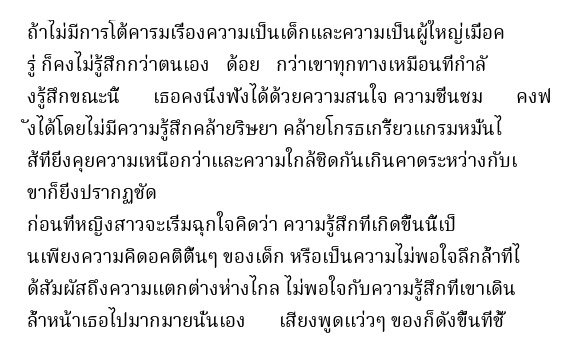 ถ้าไม่มีการโต้คารมเรื่องความเป็นเด็กและความเป็นผู้ใหญ่เมื่อค
รู่ ก็คงไม่รู้สึกกว่าตนเอง ด้อย กว่าเขาทุกทางเหมือนที่กำลั
งรู้สึกขณะนี้ เธอคงนั่งฟังได้ด้วยความสนใจ ความชื่นชม คงฟ
ังได้โดยไม่มีความรู้สึกคล้ายริษยา คล้ายโกรธเกรี้ยวแกรมหมั่นไ
ส้ที่ยิ่งคุยความเหนือกว่าและความใกล้ชิดกันเกินคาดระหว่างกับเ
ขาก็ยิ่งปรากฏชัด
ก่อนที่หญิงสาวจะเริ่มฉุกใจคิดว่า ความรู้สึกที่เกิดขึ้นนี้เป็
นเพียงความคิดอคติตื้นๆ ของเด็ก หรือเป็นความไม่พอใจลึกล้ำที่ไ
ด้สัมผัสถึงความแตกต่างห่างไกล ไม่พอใจกับความรู้สึกที่เขาเดิน
ล้ำหน้าเธอไปมากมายนั่นเอง เสียงพูดแว่วๆ ของก็ดังขึ้นที่ชั้